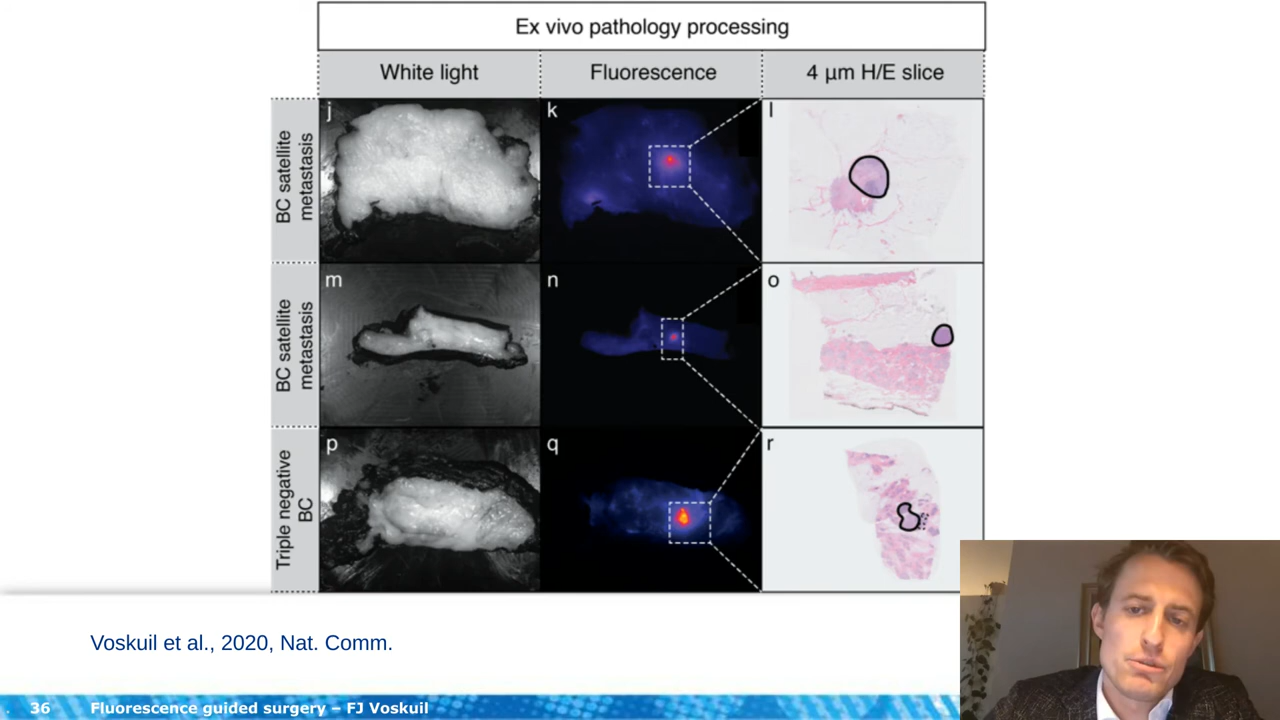 Ex vivo pathology processing
White light
Fluorescence
4 µm H/E slice
BC satellite
metastasis
j
k
l
BC satellite
metastasis
m
n
o
Triple negative
BC
p
q
r
Voskuil et al., 2020, Nat. Comm.
36
Fluorescence guided surgery – FJ Voskuil